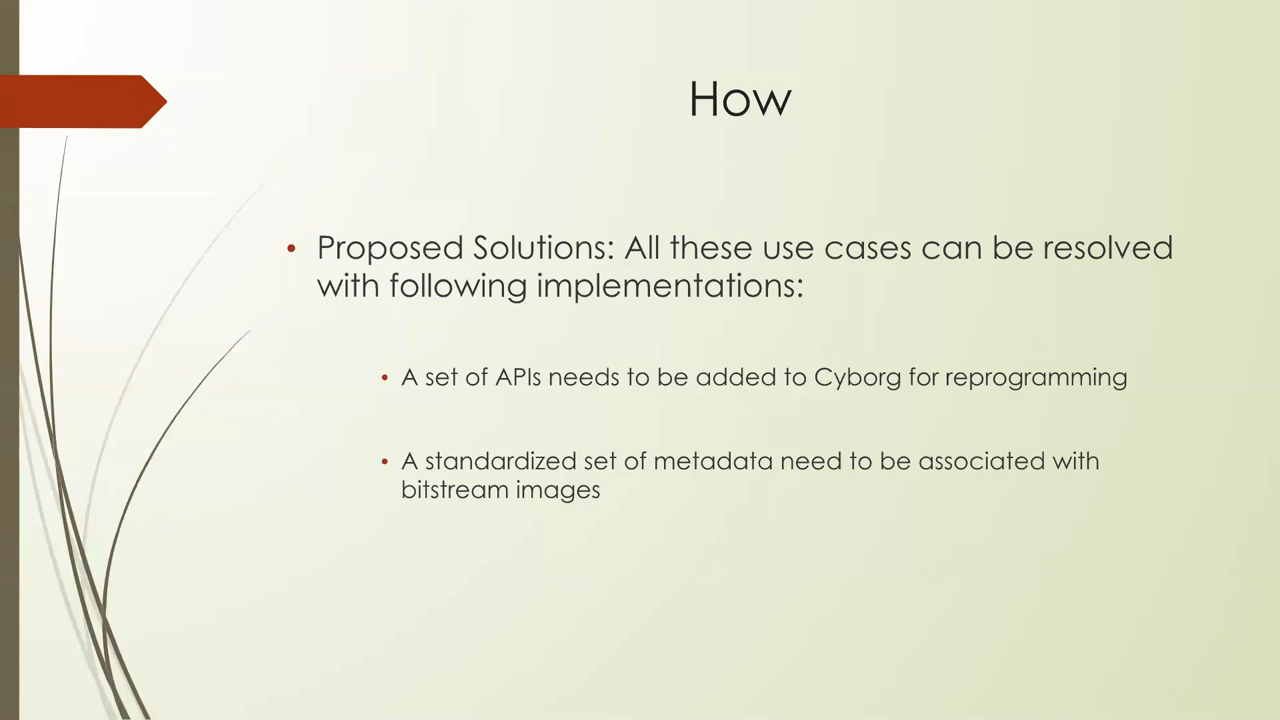 How
• Proposed Solutions: All these use cases can be resolved
with following implementations:
• A set of APIs needs to be added to Cyborg for reprogramming
• A standardized set of metadata need to be associated with
bitstream images